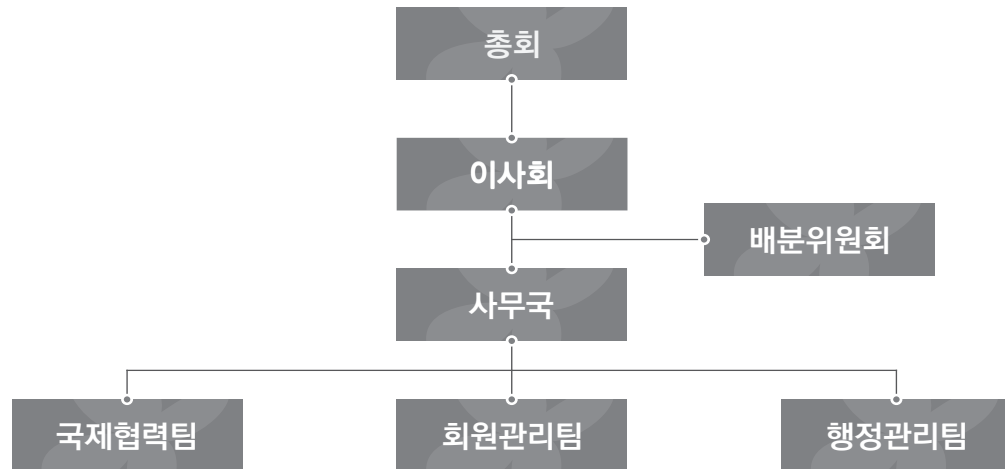 총회
이사회
배분위원회
사무국
국제협력팀
회원관리팀
행정관리팀